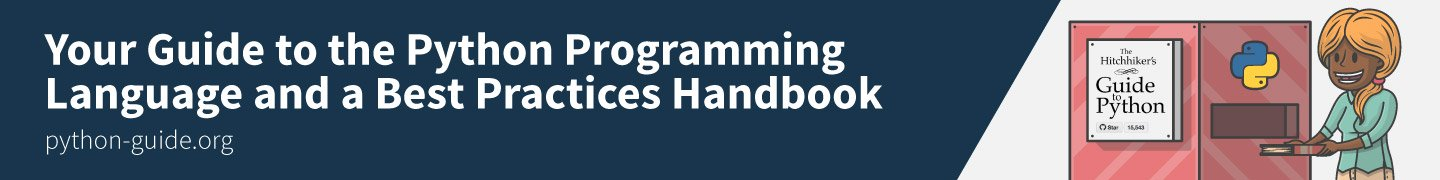 Your Guide to the Python Programming
Language and a Best Practices Handbook
python-guide.org
The
Hitchhiker's
Guide
to
Python
Star 15,543